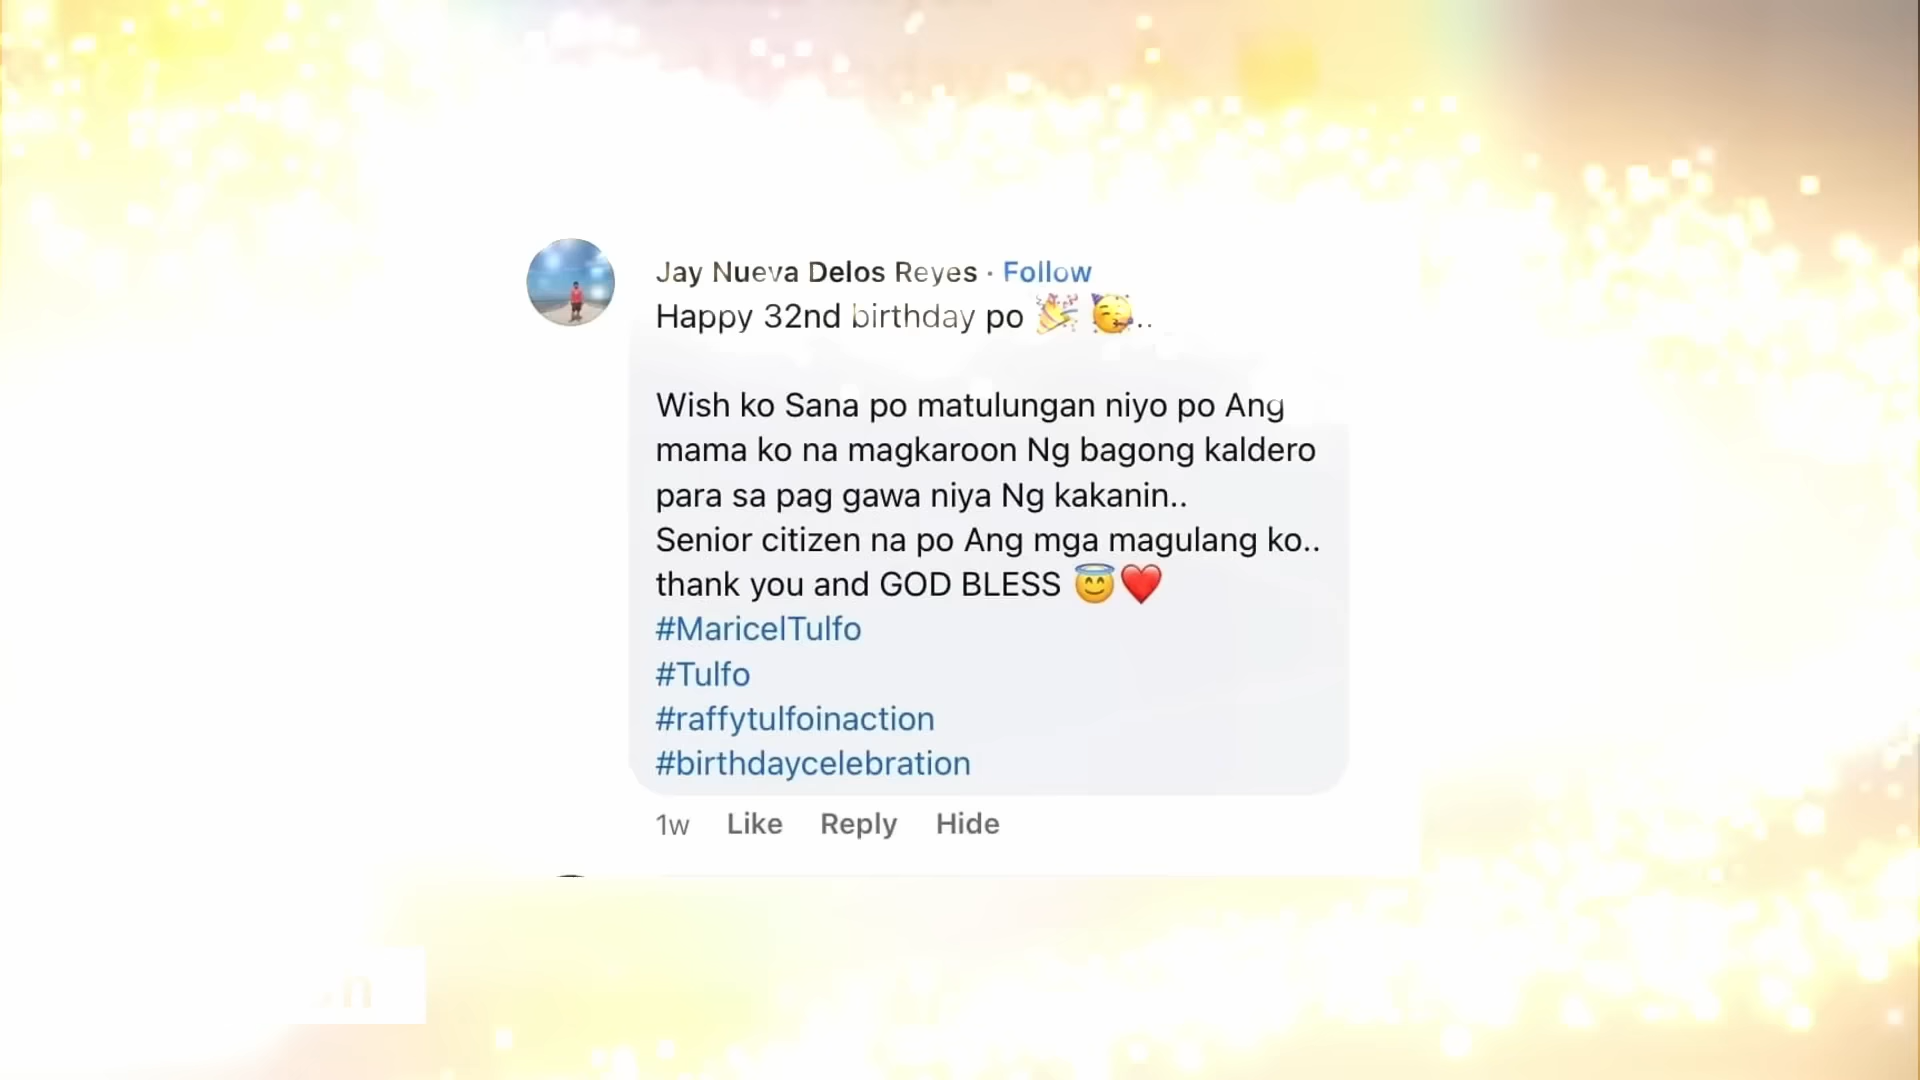 Jay Nueva Delos Reyes · Follow
Happy 32nd birthday po 🎉 🥳..
Wish ko Sana po matulungan niyo po Ang
mama ko na magkaroon Ng bagong kaldero
para sa pag gawa niya Ng kakanin..
Senior citizen na po Ang mga magulang ko..
thank you and GOD BLESS 😇❤️
#MaricelTulfo
#Tulfo
#raffytulfoinaction
#birthdaycelebration
1w Like Reply Hide